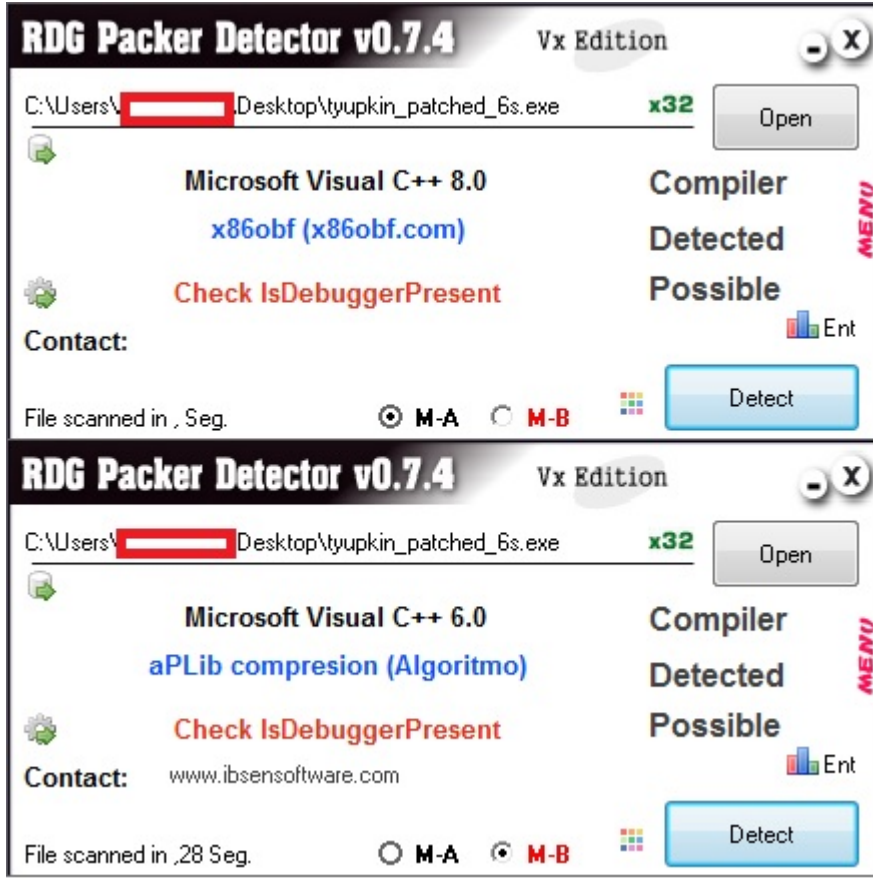 RDG Packer Detector v0.7.4 Vx Edition - X
C:\Users\ .Desktop\tyupkin_patched_6s.exe x32 Open
Microsoft Visual C++ 8.0 Compiler
x86obf (x86obf.com) Detected
MENU
Check IsDebuggerPresent Possible
Ent
Contact:
File scanned in , Seg. M-A M-B Detect
RDG Packer Detector v0.7.4 Vx Edition - X
C:\Users\ Desktop\tyupkin_patched_6s.exe x32 Open
Microsoft Visual C++ 6.0 Compiler
aPLib compresion (Algoritmo) Detected
MENU
Check IsDebuggerPresent Possible
Ent
Contact: www.ibsensoftware.com
File scanned in ,28 Seg. M-A M-B Detect